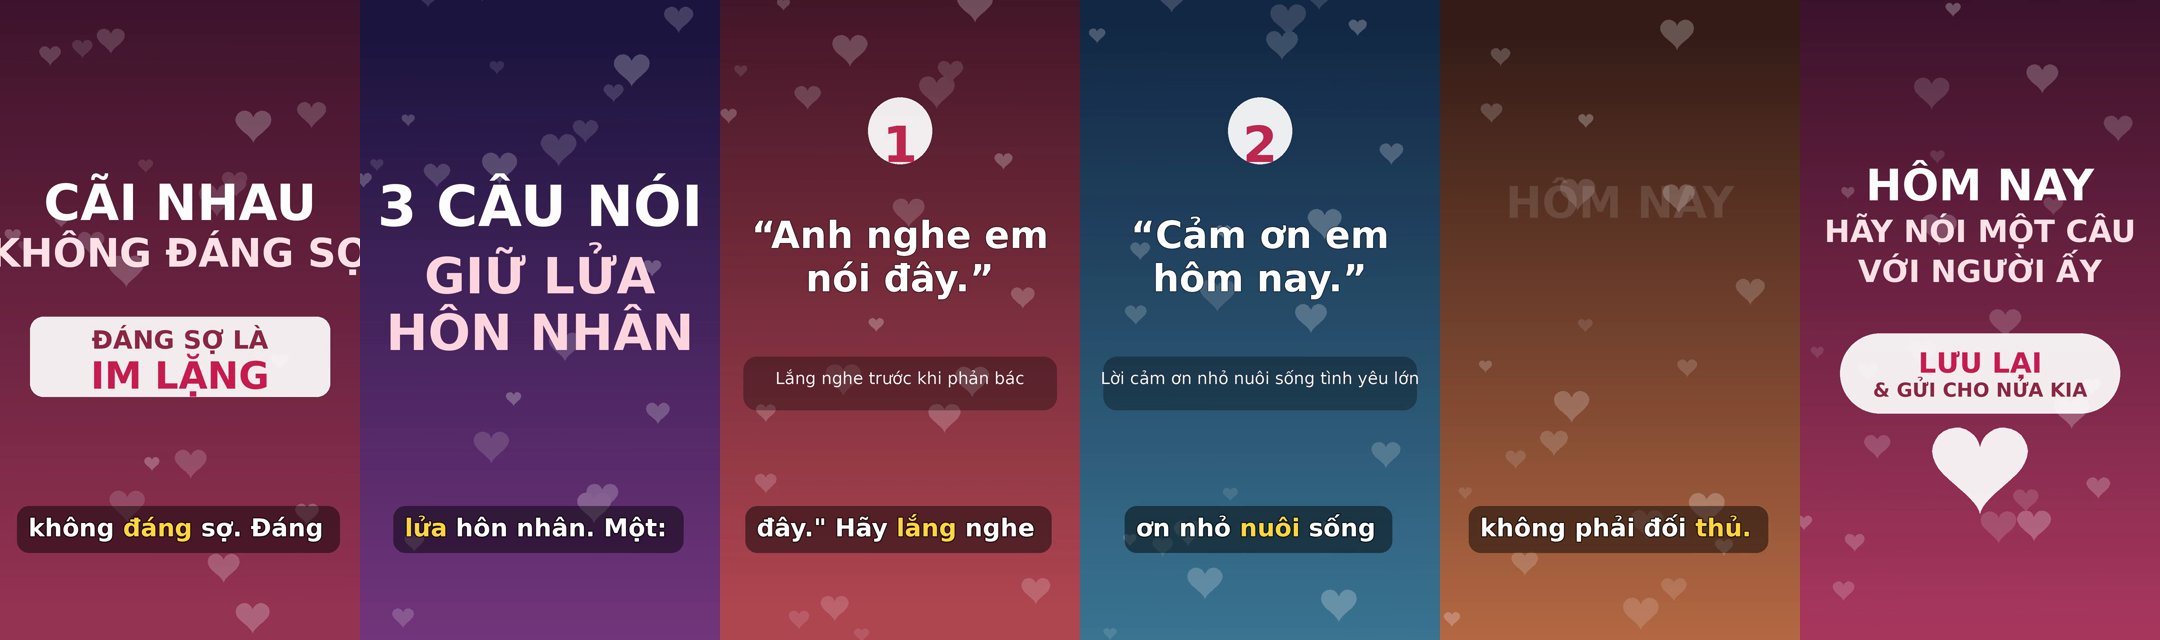 CÃI NHAU
KHÔNG ĐÁNG SỢ
ĐÁNG SỢ LÀ
IM LẶNG
không đáng sợ. Đáng
3 CÂU NÓI
GIỮ LỬA
HÔN NHÂN
lửa hôn nhân. Một:
1
“Anh nghe em
nói đây.”
Lắng nghe trước khi phản bác
đây." Hãy lắng nghe
2
“Cảm ơn em
hôm nay.”
Lời cảm ơn nhỏ nuôi sống tình yêu lớn
ơn nhỏ nuôi sống
HÔM NAY
không phải đối thủ.
HÔM NAY
HÃY NÓI MỘT CÂU
VỚI NGƯỜI ẤY
LƯU LẠI
& GỬI CHO NỬA KIA